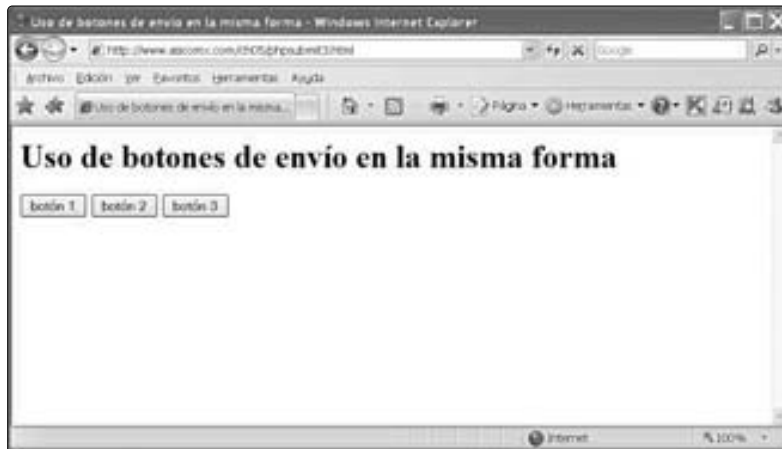 Uso de botones de envío en la misma forma - Windows Internet Explorer
Google
Archivo Edición Ver Favoritos Herramientas Ayuda
Uso de botones de envío en la misma...
Página Herramientas
Uso de botones de envío en la misma forma
botón 1 botón 2 botón 3
Internet 100%